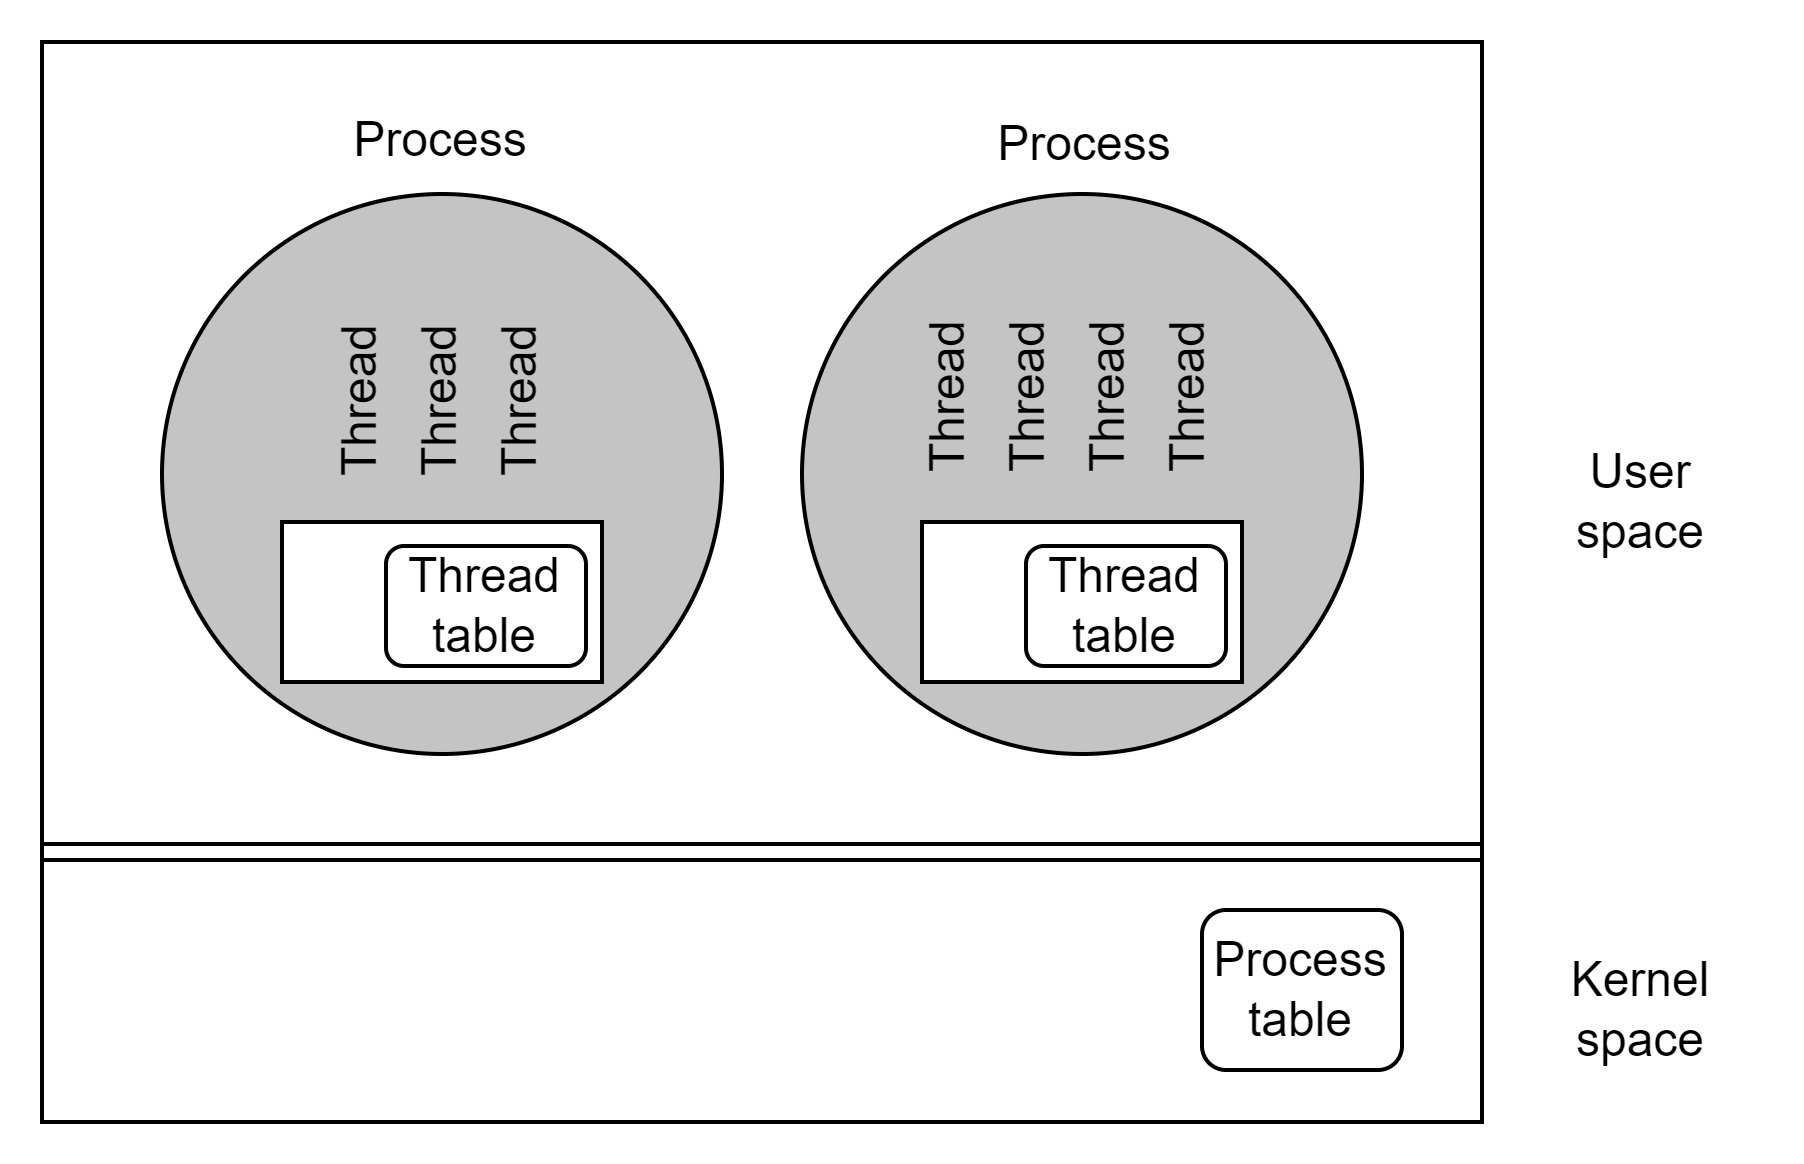 Process
Thread
Thread
Thread
Thread
table
Process
Thread
Thread
Thread
Thread
Thread
table
User
space
Process
table
Kernel
space